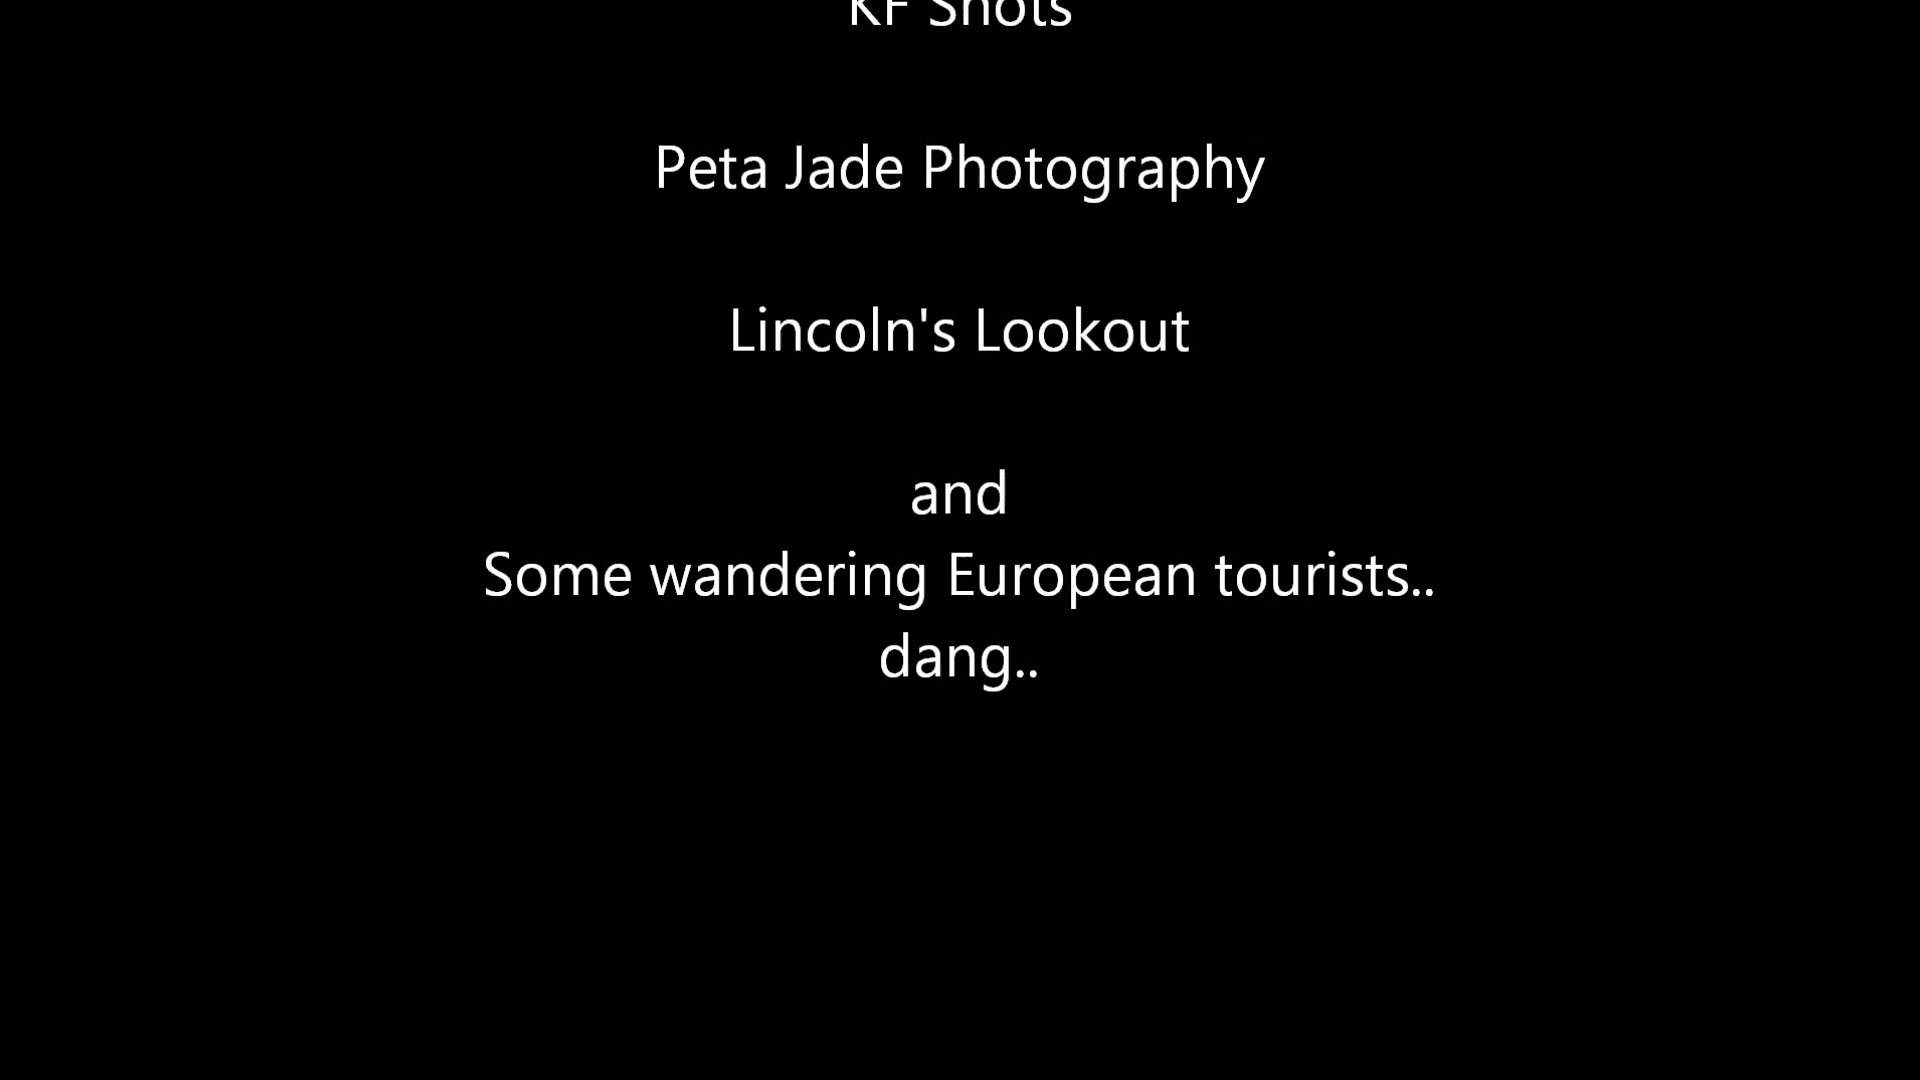 KF Shots
Peta Jade Photography
Lincoln's Lookout
and
Some wandering European tourists..
dang..